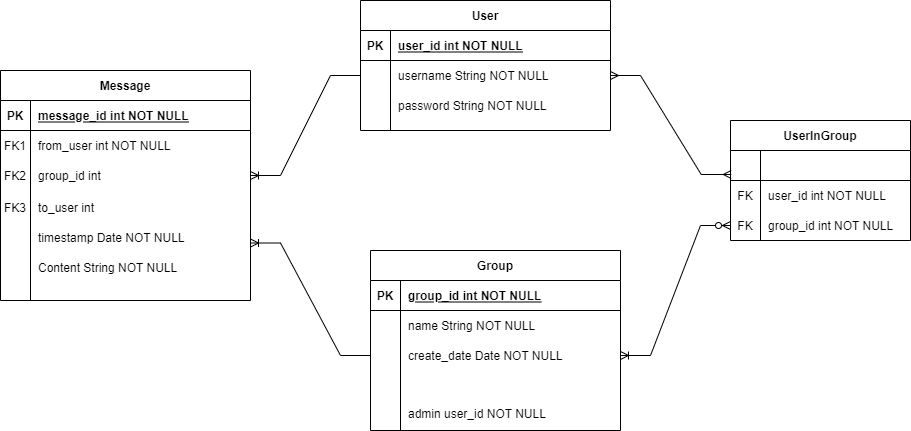 User
PK user_id int NOT NULL
username String NOT NULL
password String NOT NULL
Message
PK message_id int NOT NULL
FK1 from_user int NOT NULL
FK2 group_id int
FK3 to_user int
timestamp Date NOT NULL
Content String NOT NULL
UserInGroup
FK user_id int NOT NULL
FK group_id int NOT NULL
Group
PK group_id int NOT NULL
name String NOT NULL
create_date Date NOT NULL
admin user_id NOT NULL